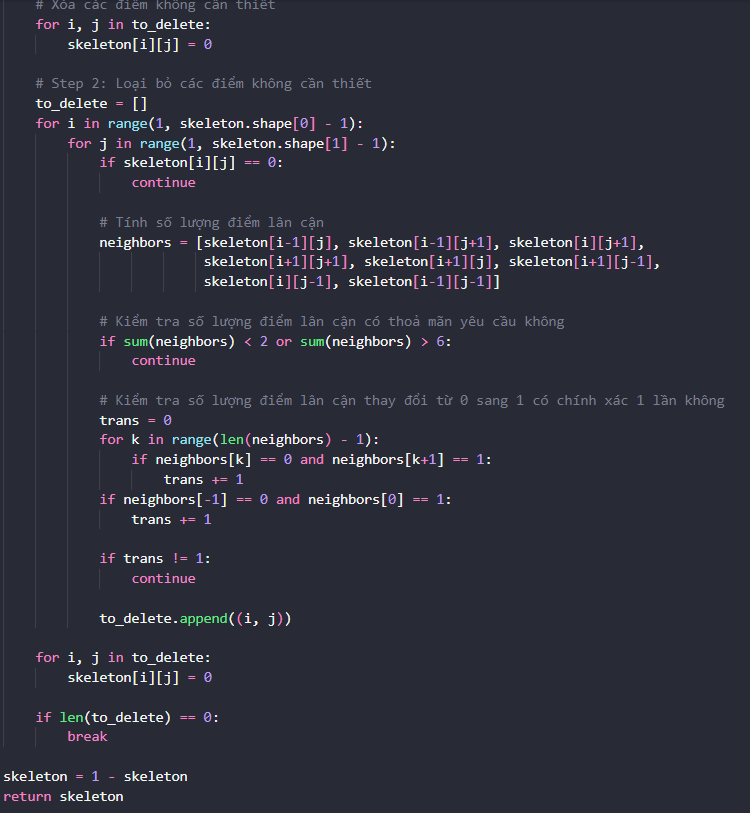 # Xóa các điểm không cần thiết
for i, j in to_delete:
skeleton[i][j] = 0
# Step 2: Loại bỏ các điểm không cần thiết
to_delete = []
for i in range(1, skeleton.shape[0] - 1):
for j in range(1, skeleton.shape[1] - 1):
if skeleton[i][j] == 0:
continue
# Tính số lượng điểm lân cận
neighbors = [skeleton[i-1][j], skeleton[i-1][j+1], skeleton[i][j+1],
skeleton[i+1][j+1], skeleton[i+1][j], skeleton[i+1][j-1],
skeleton[i][j-1], skeleton[i-1][j-1]]
# Kiểm tra số lượng điểm lân cận có thoả mãn yêu cầu không
if sum(neighbors) < 2 or sum(neighbors) > 6:
continue
# Kiểm tra số lượng điểm lân cận thay đổi từ 0 sang 1 có chính xác 1 lần không
trans = 0
for k in range(len(neighbors) - 1):
if neighbors[k] == 0 and neighbors[k+1] == 1:
trans += 1
if neighbors[-1] == 0 and neighbors[0] == 1:
trans += 1
if trans != 1:
continue
to_delete.append((i, j))
for i, j in to_delete:
skeleton[i][j] = 0
if len(to_delete) == 0:
break
skeleton = 1 - skeleton
return skeleton